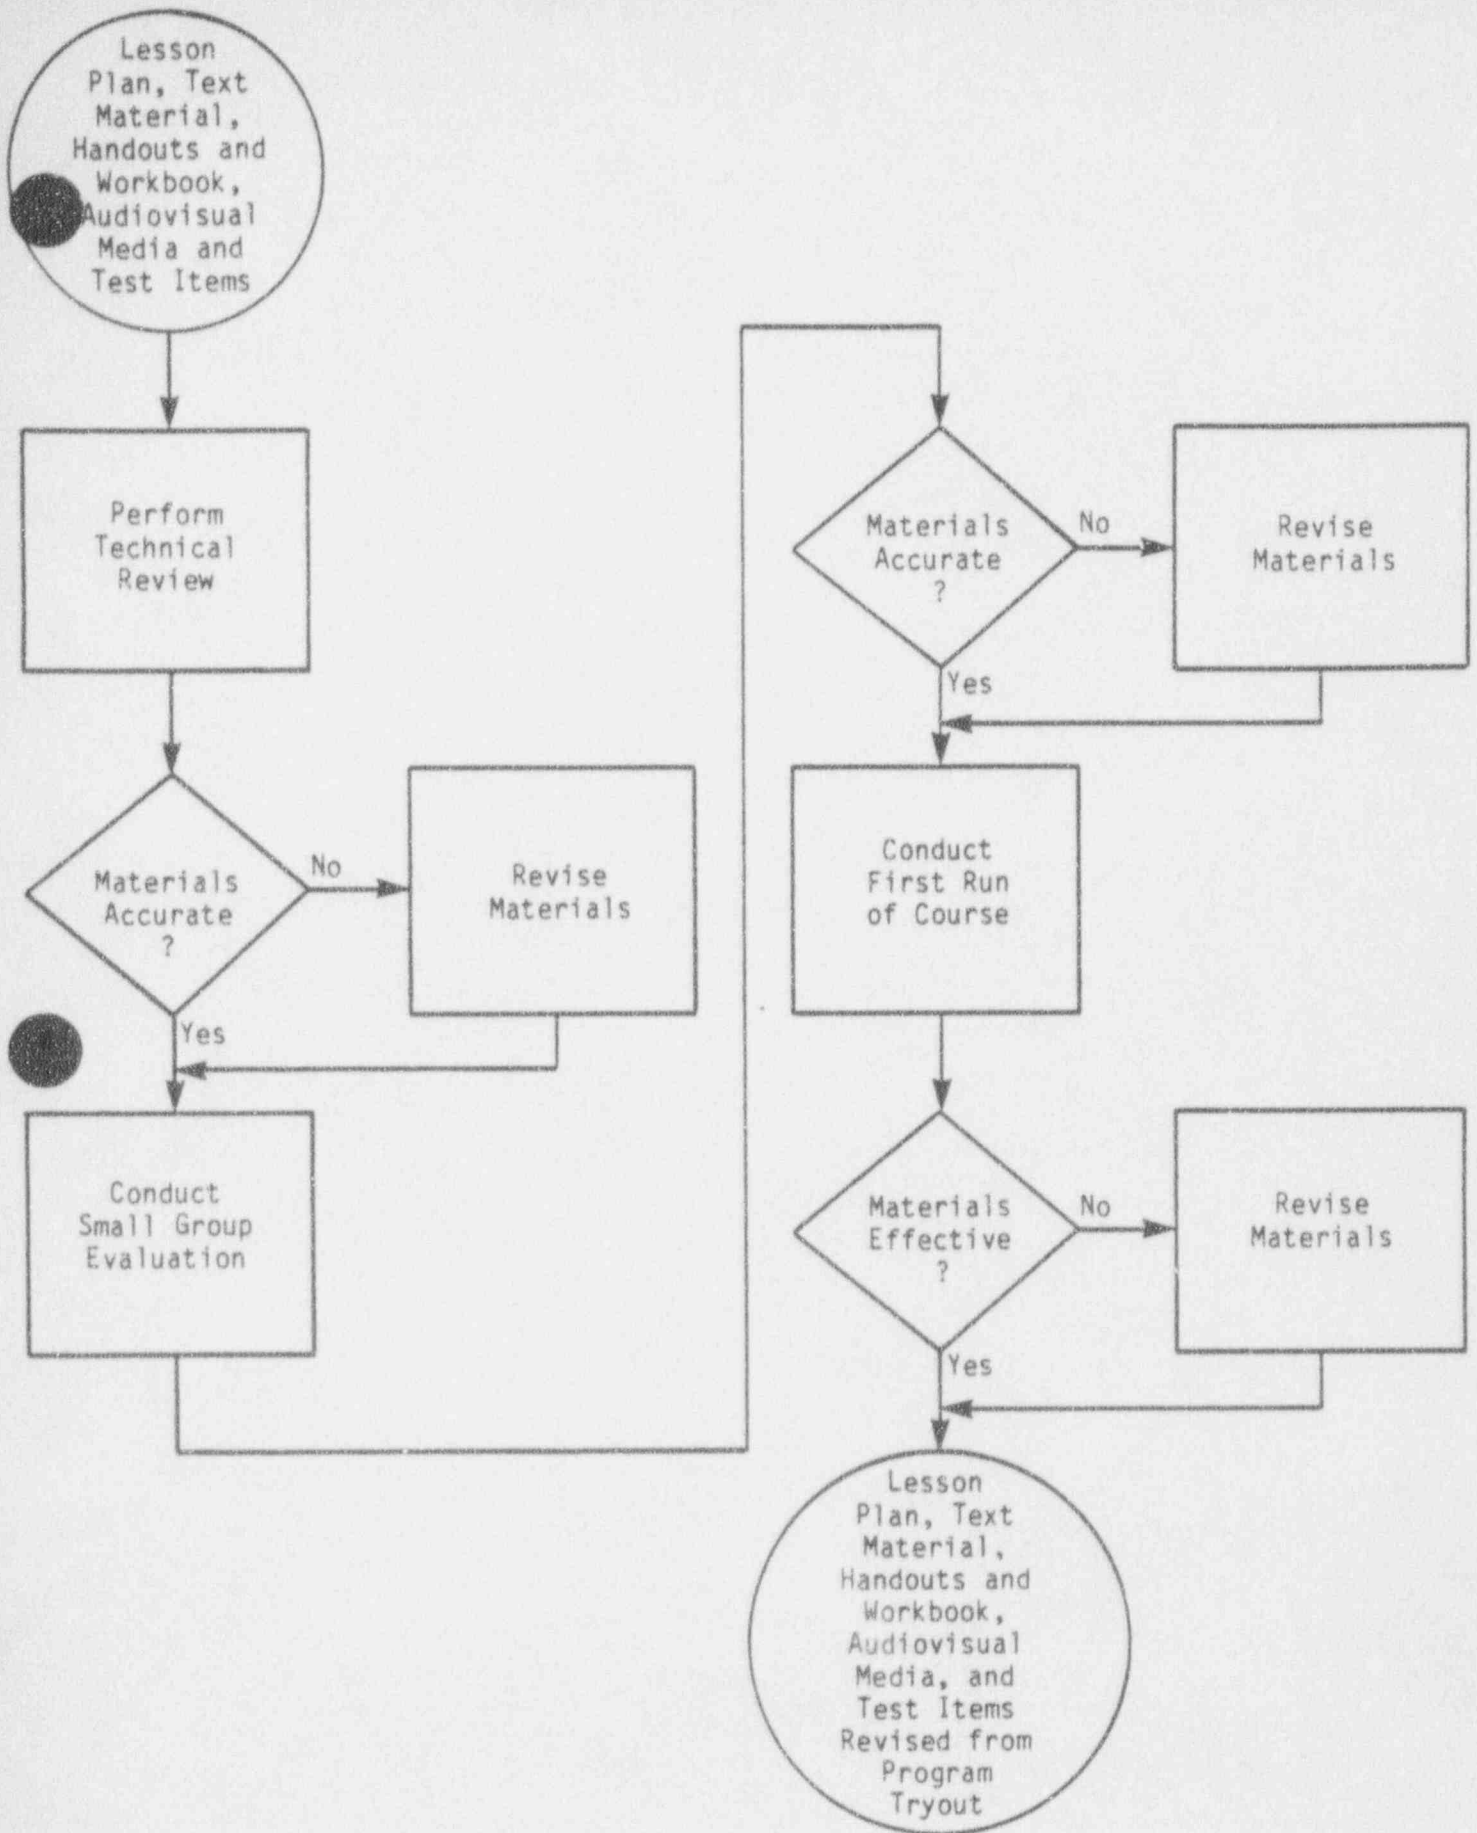 Lesson
Plan, Text
Material,
Handouts and
Workbook,
Audiovisual
Media and
Test Items
Perform
Technical
Review
Materials
Accurate
?
No
Revise
Materials
Yes
Conduct
Small Group
Evaluation
Materials
Accurate
?
No
Revise
Materials
Yes
Conduct
First Run
of Course
Materials
Effective
?
No
Revise
Materials
Yes
Lesson
Plan, Text
Material,
Handouts and
Workbook,
Audiovisual
Media, and
Test Items
Revised from
Program
Tryout